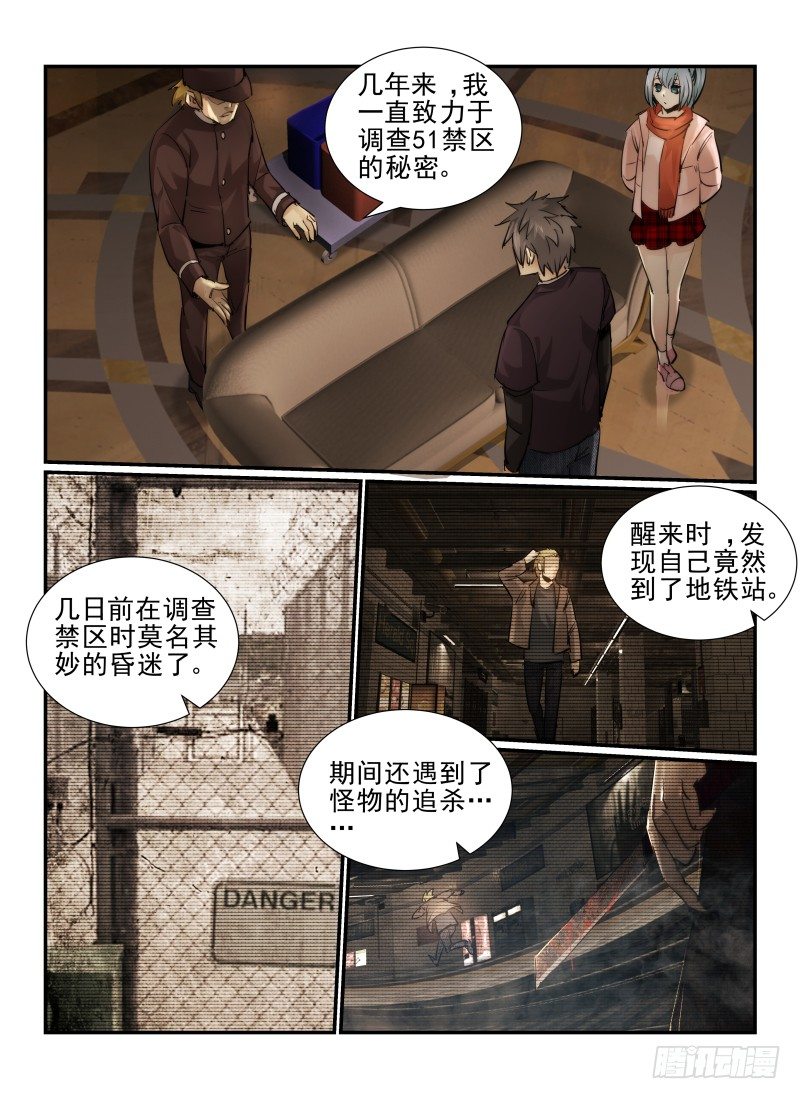 几年来，我
一直致力于
调查51禁区
的秘密。
几日前在调查
禁区时莫名其
妙的昏迷了。
醒来时，发
现自己竟然
到了地铁站。
期间还遇到了
怪物的追杀……
……
DANGER
腾讯动漫